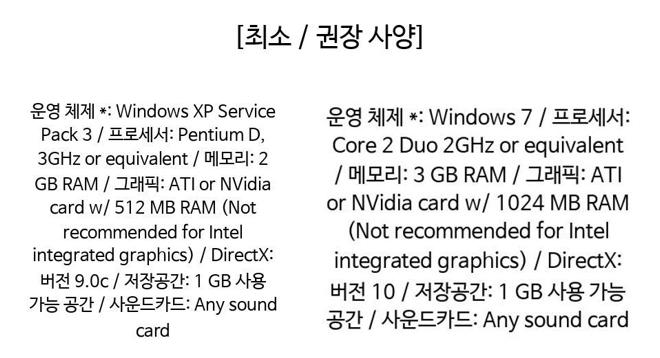 [최소 / 권장 사양]
운영 체제 *: Windows XP Service
Pack 3 / 프로세서: Pentium D,
3GHz or equivalent / 메모리: 2
GB RAM / 그래픽: ATI or NVidia
card w/ 512 MB RAM (Not
recommended for Intel
integrated graphics) / DirectX:
버전 9.0c / 저장공간: 1 GB 사용
가능 공간 / 사운드카드: Any sound
card
운영 체제 *: Windows 7 / 프로세서:
Core 2 Duo 2GHz or equivalent
/ 메모리: 3 GB RAM / 그래픽: ATI
or NVidia card w/ 1024 MB RAM
(Not recommended for Intel
integrated graphics) / DirectX:
버전 10 / 저장공간: 1 GB 사용 가능
공간 / 사운드카드: Any sound card